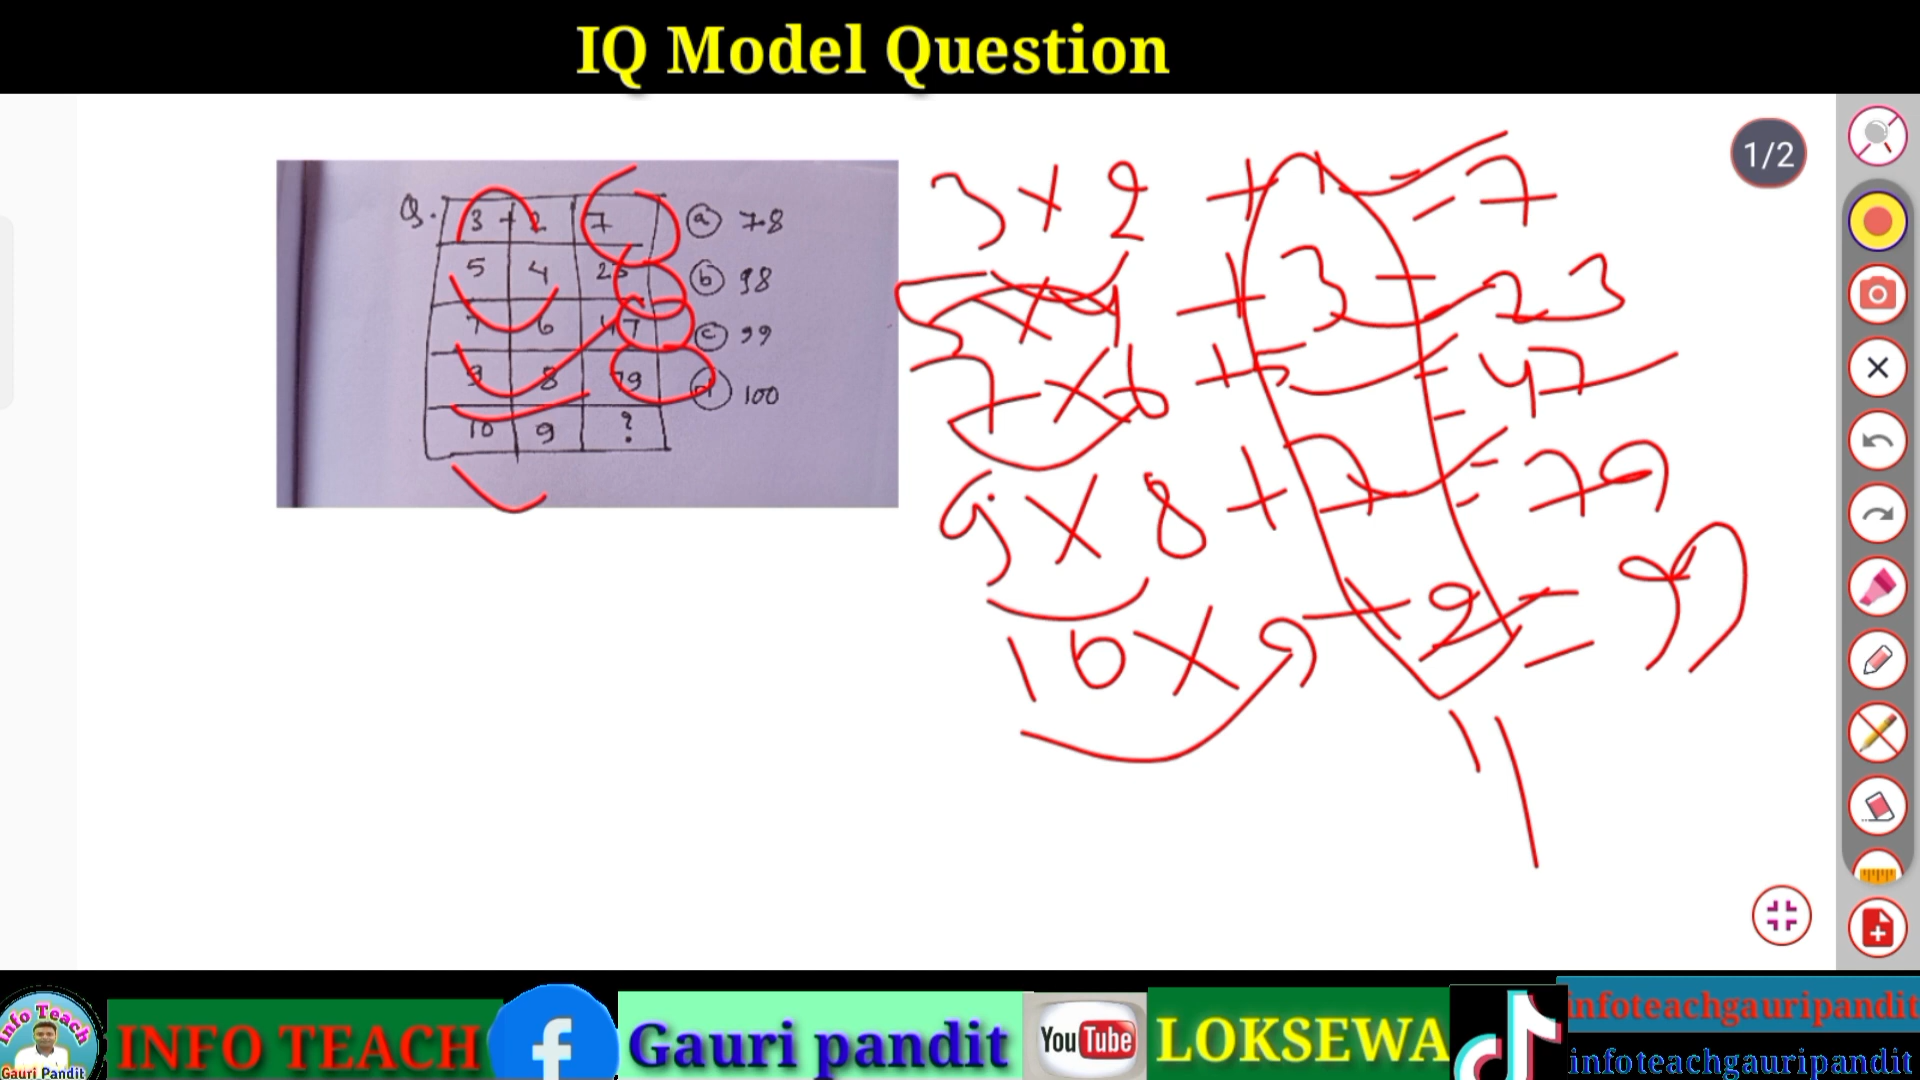 IQ Model Question
1/2
Q. 3 + 2 7 (a) 78
5 4 23 (b) 98
7 6 47 (c) 99
9 8 79 (d) 100
10 9 ?
3 × 2 + 1 = 7
5 × 4 + 3 = 23
7 × 6 + 5 = 47
9 × 8 + 7 = 79
10 × 9 + 9 = 99
Info Teach
Gauri Pandit
INFO TEACH
f
Gauri pandit
YouTube
LOKSEWA
infoteachgauripandit
infoteachgauripandit